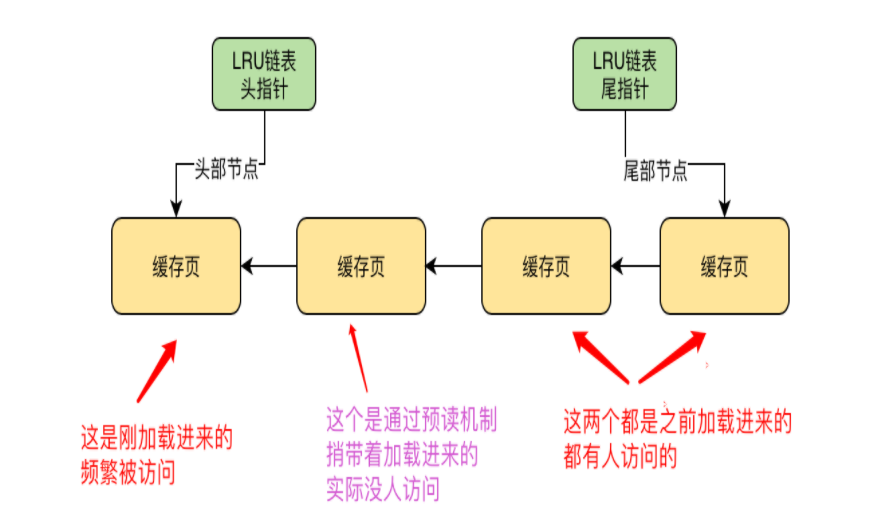 LRU链表
头指针
LRU链表
尾指针
头部节点
尾部节点
缓存页
缓存页
缓存页
缓存页
这是刚加载进来的
频繁被访问
这个是通过预读机制
捎带着加载进来的
实际没人访问
这两个都是之前加载进来的
都有人访问的